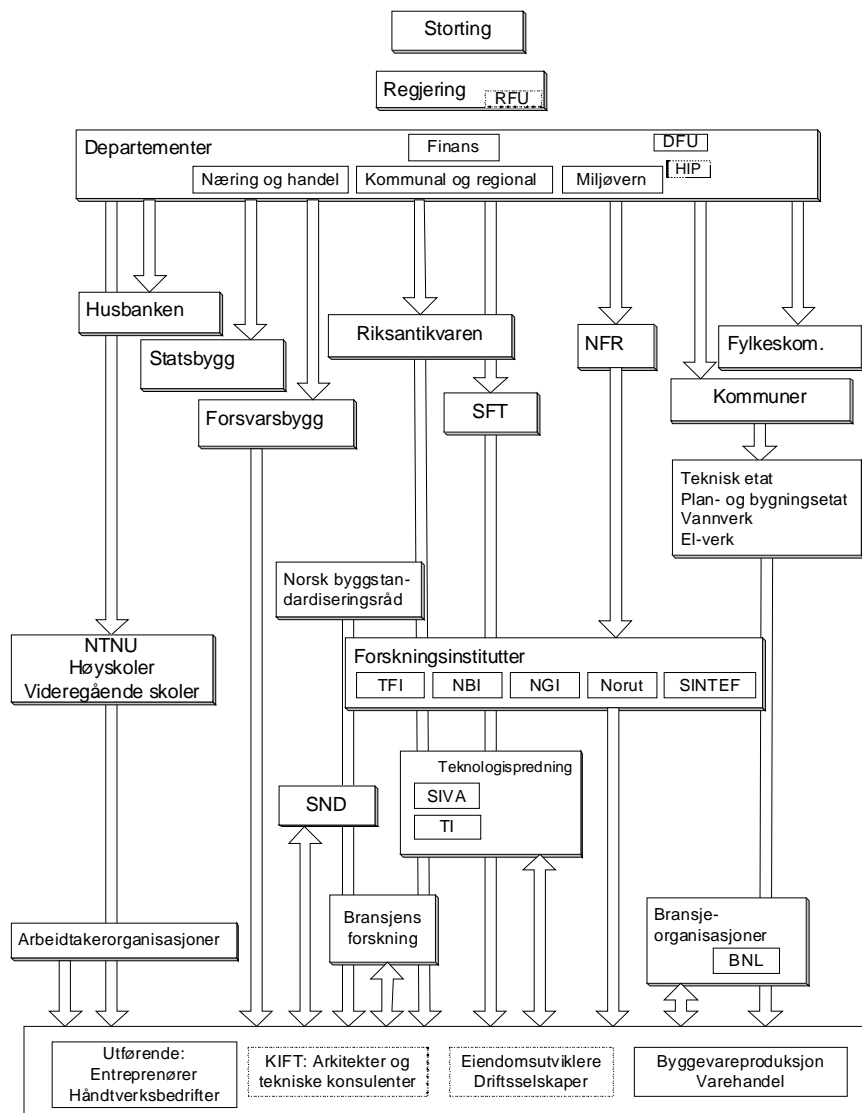 Storting
Regjering
RFU
Departementer
Finans
DFU
HIP
Næring og handel
Kommunal og regional
Miljøvern
Husbanken
Statsbygg
Forsvarsbygg
Riksantikvaren
SFT
NFR
Fylkeskom.
Kommuner
Teknisk etat
Plan- og bygningsetat
Vannverk
El-verk
Norsk byggstan-
dardiseringsråd
NTNU
Høyskoler
Videregående skoler
Forskningsinstitutter
TFI
NBI
NGI
Norut
SINTEF
Teknologispredning
SIVA
TI
SND
Bransjens
forskning
Arbeidtakerorganisasjoner
Bransje-
organisasjoner
BNL
Utførende:
Entreprenører
Håndtverksbedrifter
KIFT: Arkitekter og
tekniske konsulenter
Eiendomsutviklere
Driftsselskaper
Byggevareproduksjon
Varehandel